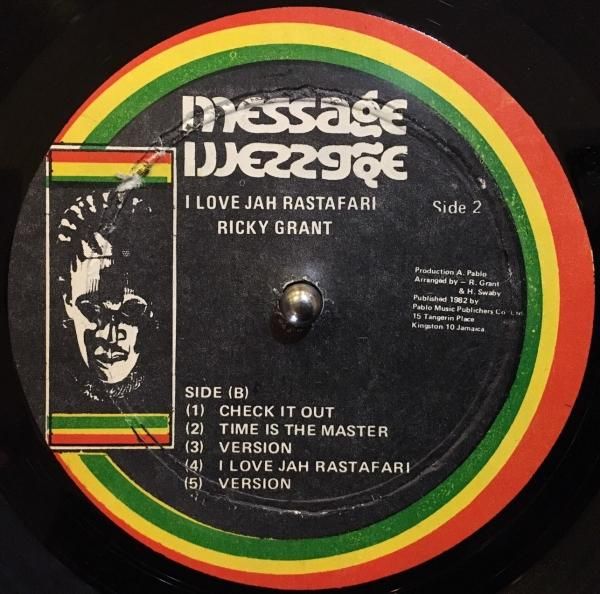 message
message
I LOVE JAH RASTAFARI
RICKY GRANT
Side 2
Production A. Pablo
Arranged by – R. Grant
& H. Swaby
Published 1982 by
Pablo Music Publishers Co. Ltd.
15 Tangerin Place
Kingston 10 Jamaica.
SIDE (B)
(1) CHECK IT OUT
(2) TIME IS THE MASTER
(3) VERSION
(4) I LOVE JAH RASTAFARI
(5) VERSION